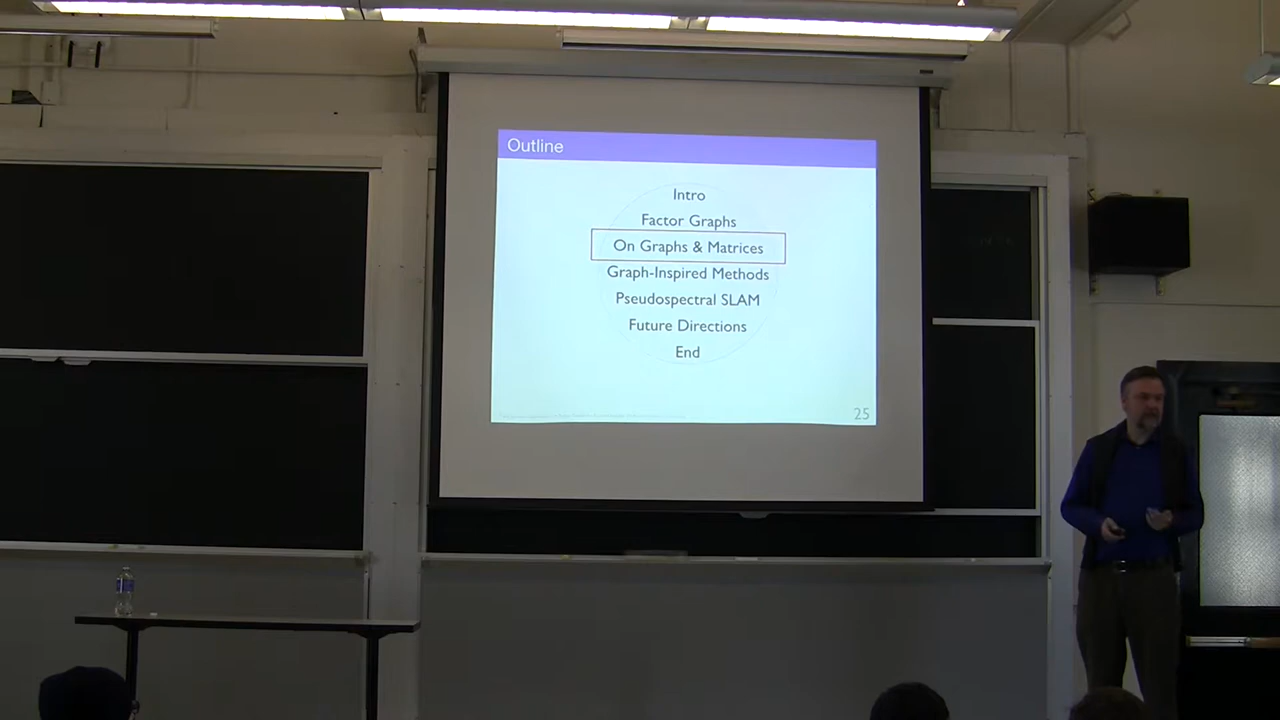 Outline
Intro
Factor Graphs
On Graphs & Matrices
Graph-Inspired Methods
Pseudospectral SLAM
Future Directions
End
25